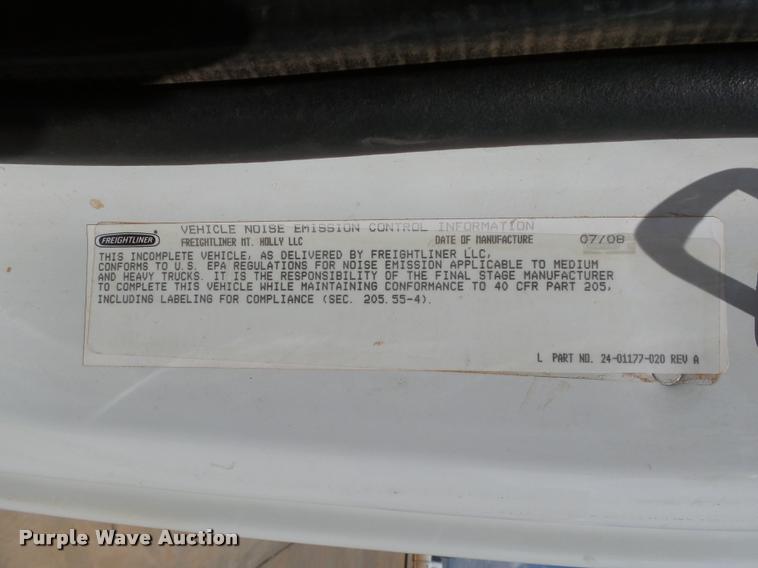 VEHICLE NOISE EMISSION CONTROL INFORMATION
FREIGHTLINER® FREIGHTLINER MT. HOLLY LLC DATE OF MANUFACTURE 07/08
THIS INCOMPLETE VEHICLE, AS DELIVERED BY FREIGHTLINER LLC,
CONFORMS TO U.S. EPA REGULATIONS FOR NOISE EMISSION APPLICABLE TO MEDIUM
AND HEAVY TRUCKS. IT IS THE RESPONSIBILITY OF THE FINAL STAGE MANUFACTURER
TO COMPLETE THIS VEHICLE WHILE MAINTAINING CONFORMANCE TO 40 CFR PART 205,
INCLUDING LABELING FOR COMPLIANCE (SEC. 205.55-4).
L PART NO. 24-01177-020 REV A
Purple Wave Auction